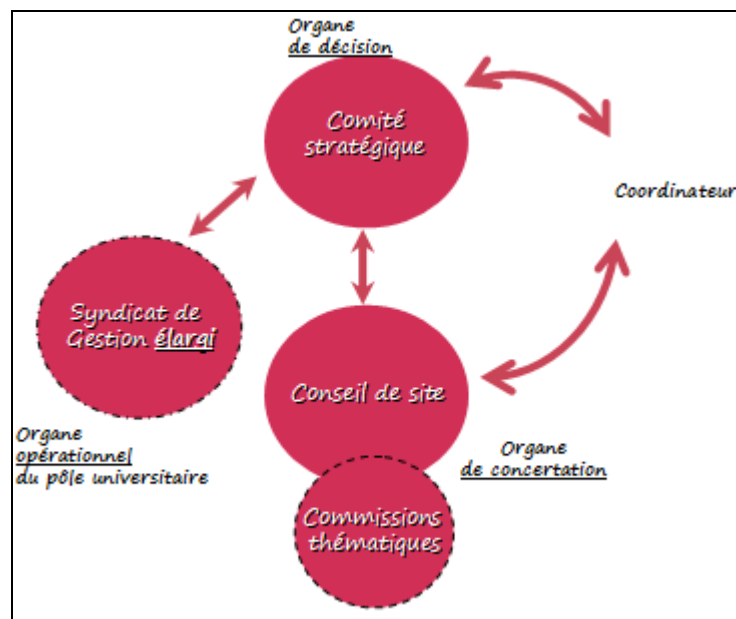 Organe
de décision
Comité
stratégique
Coordinateur
Syndicat de
Gestion élargi
Organe
opérationnel
du pôle universitaire
Conseil de site
Organe
de concertation
Commissions
thématiques